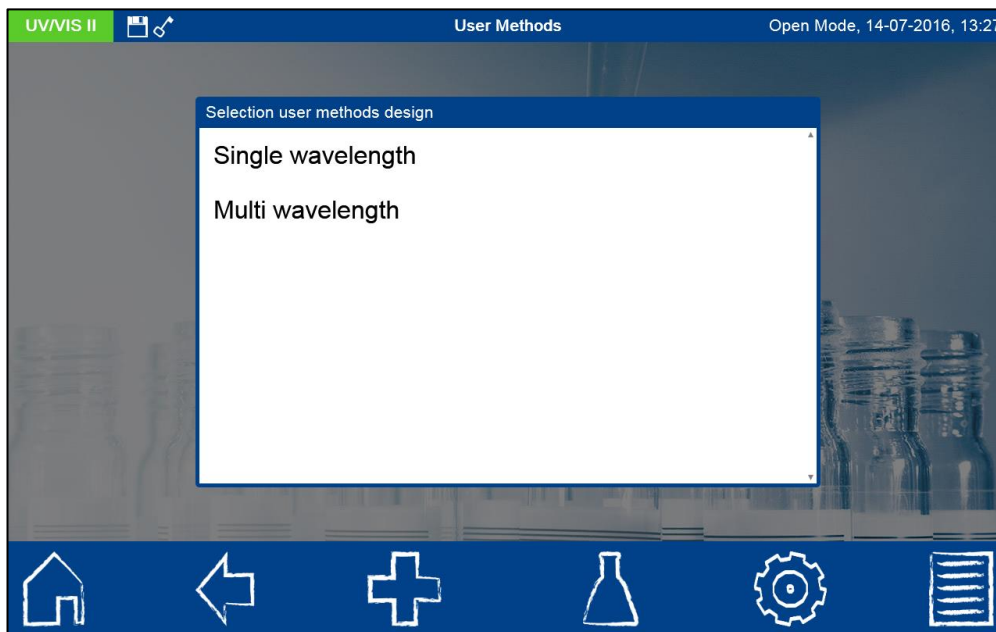 UV/VIS II User Methods Open Mode, 14-07-2016, 13:27
Selection user methods design
Single wavelength
Multi wavelength